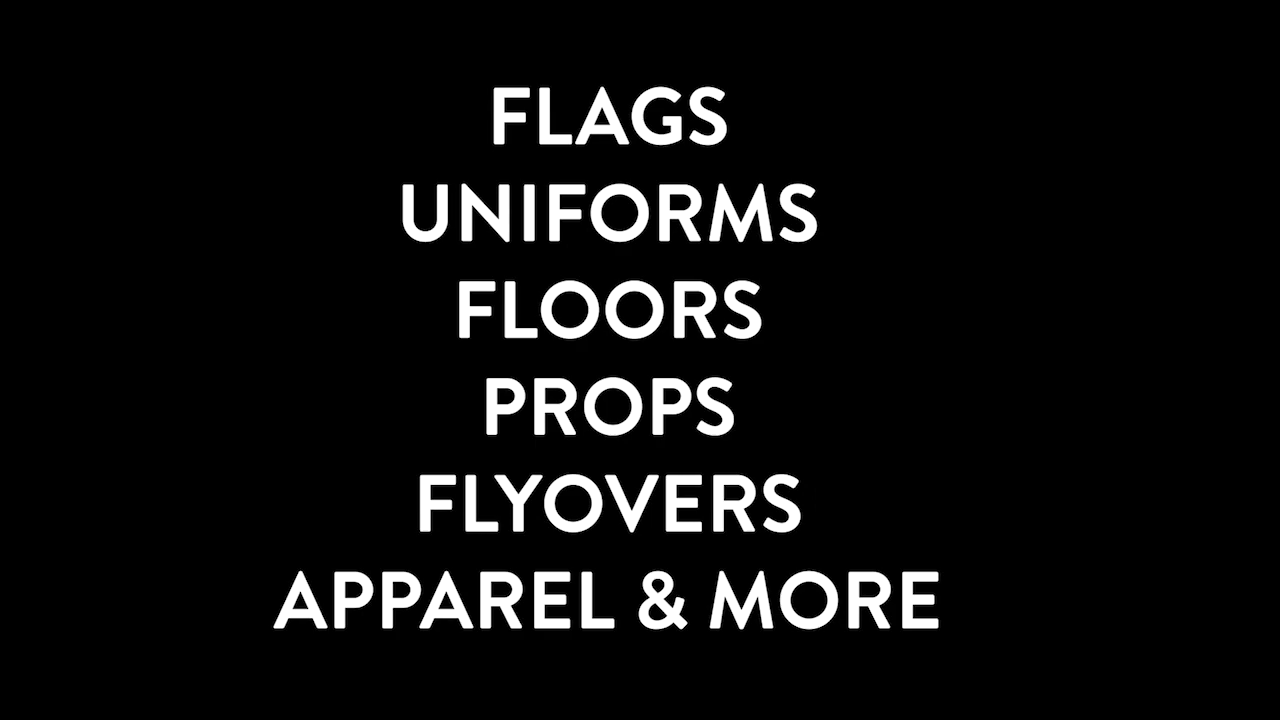 FLAGS
UNIFORMS
FLOORS
PROPS
FLYOVERS
APPAREL & MORE